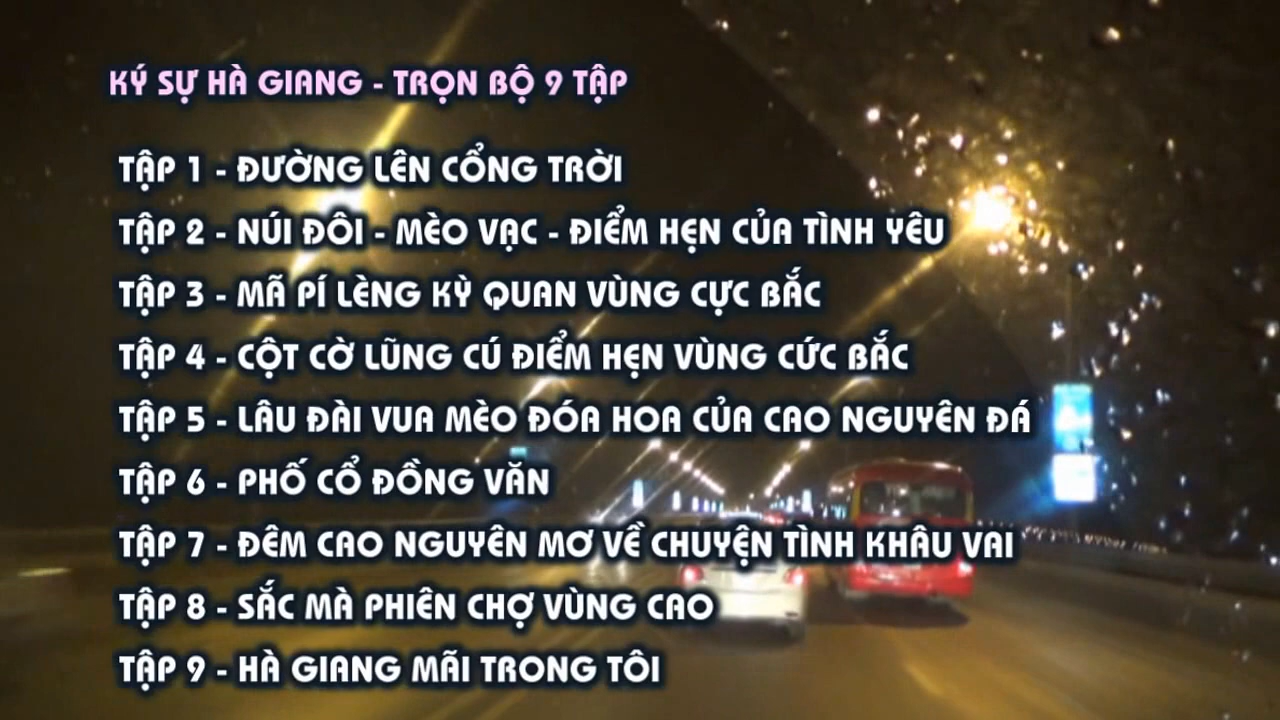 KÝ SỰ HÀ GIANG - TRỌN BỘ 9 TẬP
TẬP 1 - ĐƯỜNG LÊN CỔNG TRỜI
TẬP 2 - NÚI ĐÔI - MÈO VẠC - ĐIỂM HẸN CỦA TÌNH YÊU
TẬP 3 - MÃ PÍ LÈNG KỲ QUAN VÙNG CỰC BẮC
TẬP 4 - CỘT CỜ LŨNG CÚ ĐIỂM HẸN VÙNG CỨC BẮC
TẬP 5 - LÂU ĐÀI VUA MÈO ĐÓA HOA CỦA CAO NGUYÊN ĐÁ
TẬP 6 - PHỐ CỔ ĐỒNG VĂN
TẬP 7 - ĐÊM CAO NGUYÊN MƠ VỀ CHUYỆN TÌNH KHÂU VAI
TẬP 8 - SẮC MÀ PHIÊN CHỢ VÙNG CAO
TẬP 9 - HÀ GIANG MÃI TRONG TÔI